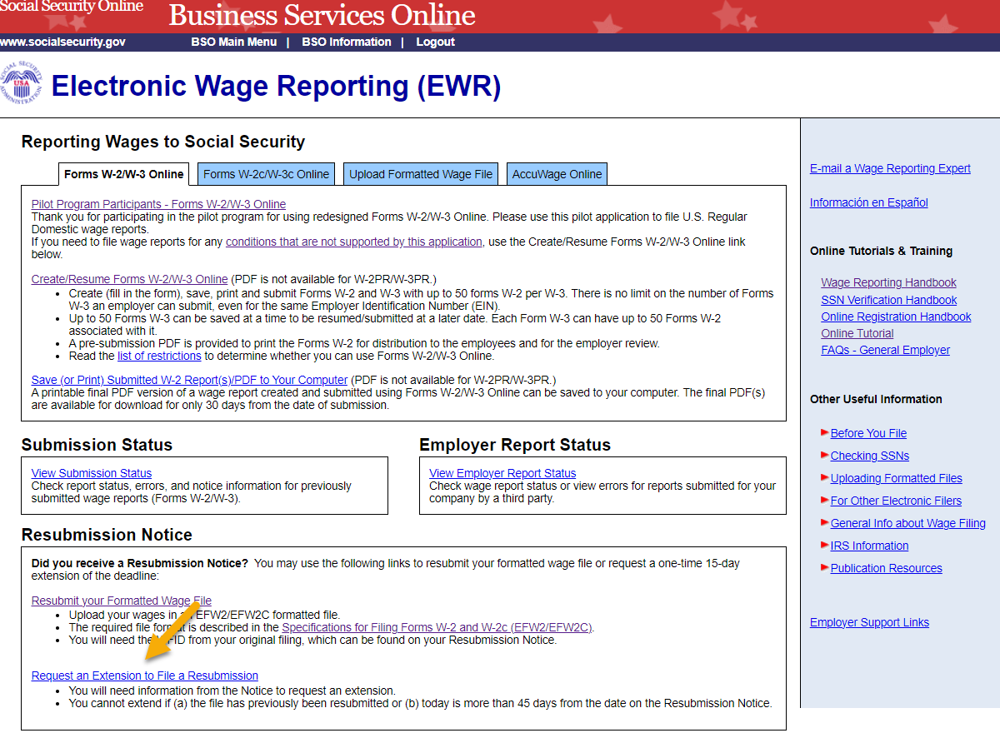 Social Security Online
Business Services Online
www.socialsecurity.gov
BSO Main Menu | BSO Information | Logout
SOCIAL SECURITY ADMINISTRATION
USA
Electronic Wage Reporting (EWR)
Reporting Wages to Social Security
Forms W-2/W-3 Online
Forms W-2c/W-3c Online
Upload Formatted Wage File
AccuWage Online
Pilot Program Participants - Forms W-2/W-3 Online
Thank you for participating in the pilot program for using redesigned Forms W-2/W-3 Online. Please use this pilot application to file U.S. Regular
Domestic wage reports.
If you need to file wage reports for any conditions that are not supported by this application, use the Create/Resume Forms W-2/W-3 Online link
below.
Create/Resume Forms W-2/W-3 Online (PDF is not available for W-2PR/W-3PR.)
• Create (fill in the form), save, print and submit Forms W-2 and W-3 with up to 50 forms W-2 per W-3. There is no limit on the number of Forms
W-3 an employer can submit, even for the same Employer Identification Number (EIN).
• Up to 50 Forms W-3 can be saved at a time to be resumed/submitted at a later date. Each Form W-3 can have up to 50 Forms W-2
associated with it.
• A pre-submission PDF is provided to print the Forms W-2 for distribution to the employees and for the employer review.
• Read the list of restrictions to determine whether you can use Forms W-2/W-3 Online.
Save (or Print) Submitted W-2 Report(s)/PDF to Your Computer (PDF is not available for W-2PR/W-3PR.)
A printable final PDF version of a wage report created and submitted using Forms W-2/W-3 Online can be saved to your computer. The final PDF(s)
are available for download for only 30 days from the date of submission.
Submission Status
View Submission Status
Check report status, errors, and notice information for previously
submitted wage reports (Forms W-2/W-3).
Employer Report Status
View Employer Report Status
Check wage report status or view errors for reports submitted for your
company by a third party.
Resubmission Notice
Did you receive a Resubmission Notice? You may use the following links to resubmit your formatted wage file or request a one-time 15-day
extension of the deadline:
Resubmit your Formatted Wage File
• Upload your wages in EFW2/EFW2C formatted file.
• The required file format is described in the Specifications for Filing Forms W-2 and W-2c (EFW2/EFW2C).
• You will need the from your original filing, which can be found on your Resubmission Notice.
Request an Extension to File a Resubmission
• You will need information from the Notice to request an extension.
• You cannot extend if (a) the file has previously been resubmitted or (b) today is more than 45 days from the date on the Resubmission Notice.
E-mail a Wage Reporting Expert
Información en Español
Online Tutorials & Training
Wage Reporting Handbook
SSN Verification Handbook
Online Registration Handbook
Online Tutorial
FAQs - General Employer
Other Useful Information
Before You File
Checking SSNs
Uploading Formatted Files
For Other Electronic Filers
General Info about Wage Filing
IRS Information
Publication Resources
Employer Support Links